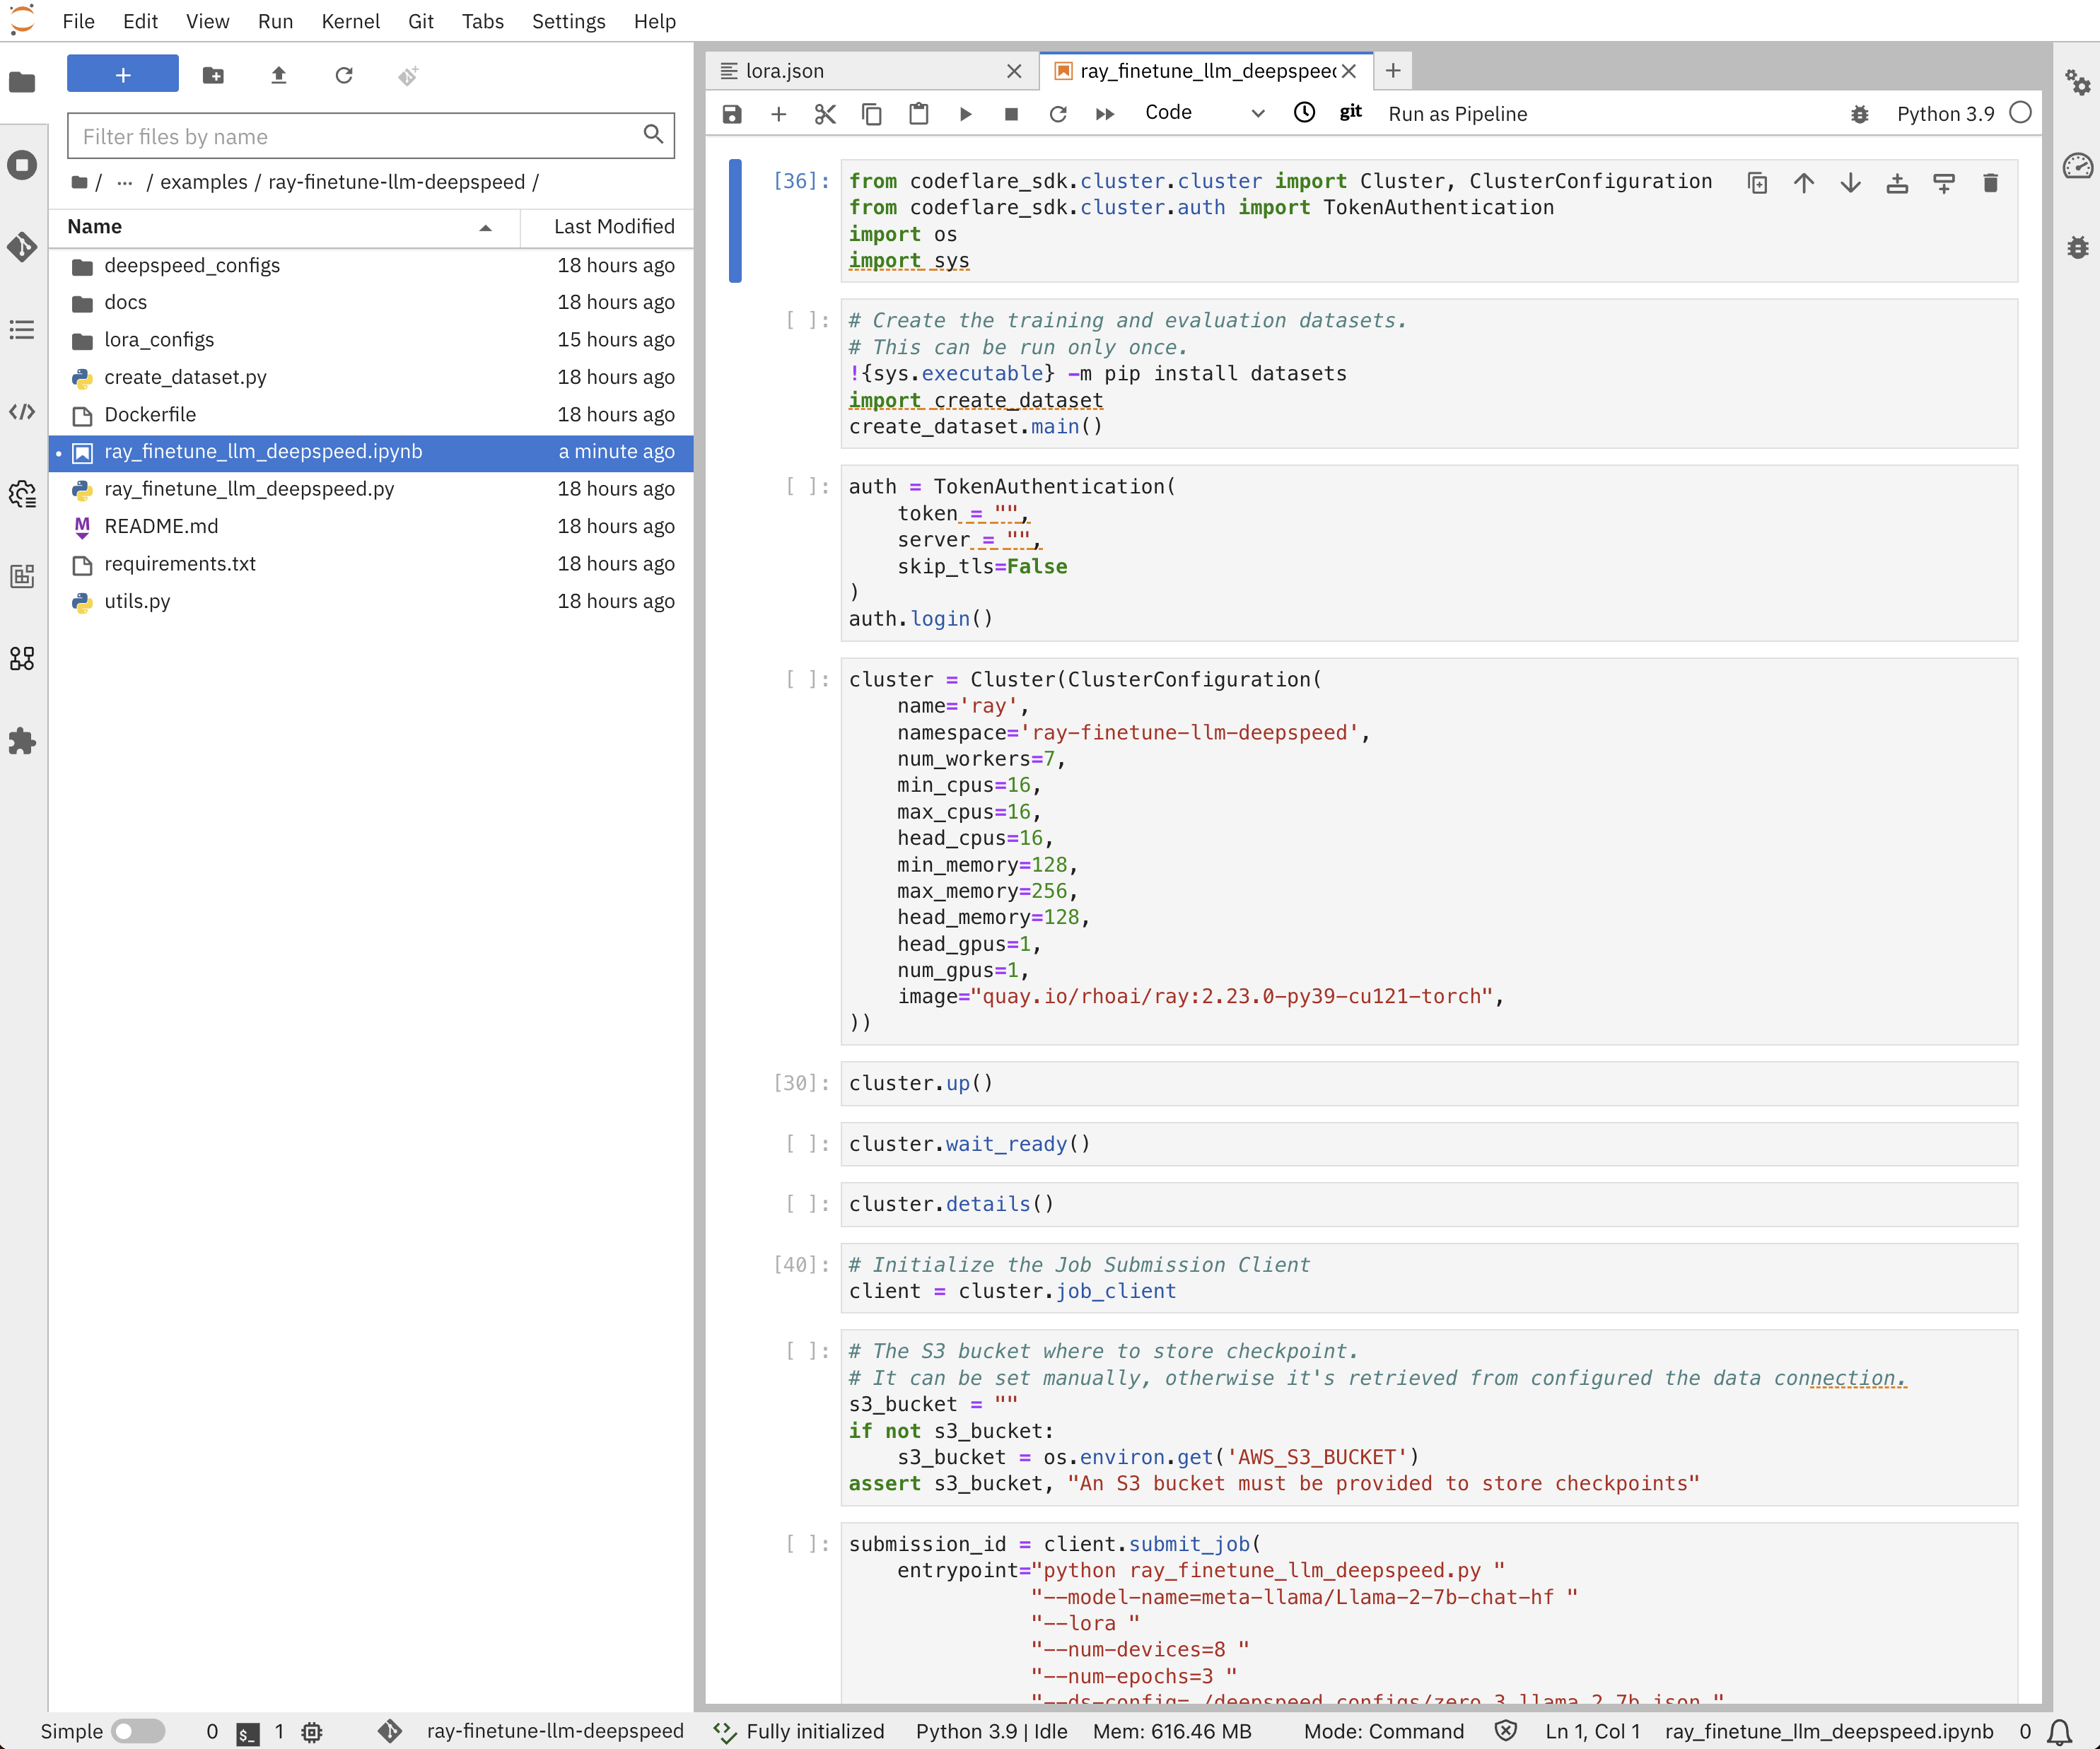 File Edit View Run Kernel Git Tabs Settings Help
+
Filter files by name
/ ... / examples / ray-finetune-llm-deepspeed /
Name Last Modified
deepspeed_configs 18 hours ago
docs 18 hours ago
lora_configs 15 hours ago
create_dataset.py 18 hours ago
Dockerfile 18 hours ago
ray_finetune_llm_deepspeed.ipynb a minute ago
ray_finetune_llm_deepspeed.py 18 hours ago
README.md 18 hours ago
requirements.txt 18 hours ago
utils.py 18 hours ago
lora.json
ray_finetune_llm_deepspeec
Code git Run as Pipeline Python 3.9
[36]: from codeflare_sdk.cluster.cluster import Cluster, ClusterConfiguration
from codeflare_sdk.cluster.auth import TokenAuthentication
import os
import sys
[ ]: # Create the training and evaluation datasets.
# This can be run only once.
!{sys.executable} -m pip install datasets
import create_dataset
create_dataset.main()
[ ]: auth = TokenAuthentication(
    token = "",
    server = "",
    skip_tls=False
)
auth.login()
[ ]: cluster = Cluster(ClusterConfiguration(
    name='ray',
    namespace='ray-finetune-llm-deepspeed',
    num_workers=7,
    min_cpus=16,
    max_cpus=16,
    head_cpus=16,
    min_memory=128,
    max_memory=256,
    head_memory=128,
    head_gpus=1,
    num_gpus=1,
    image="quay.io/rhoai/ray:2.23.0-py39-cu121-torch",
))
[30]: cluster.up()
[ ]: cluster.wait_ready()
[ ]: cluster.details()
[40]: # Initialize the Job Submission Client
client = cluster.job_client
[ ]: # The S3 bucket where to store checkpoint.
# It can be set manually, otherwise it's retrieved from configured the data connection.
s3_bucket = ""
if not s3_bucket:
    s3_bucket = os.environ.get('AWS_S3_BUCKET')
assert s3_bucket, "An S3 bucket must be provided to store checkpoints"
[ ]: submission_id = client.submit_job(
    entrypoint="python ray_finetune_llm_deepspeed.py "
               "--model-name=meta-llama/Llama-2-7b-chat-hf "
               "--lora "
               "--num-devices=8 "
               "--num-epochs=3 "
               "--ds-config=./deepspeed_configs/zero_3_llama_2_7b.json "
Simple 0 $_ 1 ray-finetune-llm-deepspeed Fully initialized Python 3.9 | Idle Mem: 616.46 MB Mode: Command Ln 1, Col 1 ray_finetune_llm_deepspeed.ipynb 0